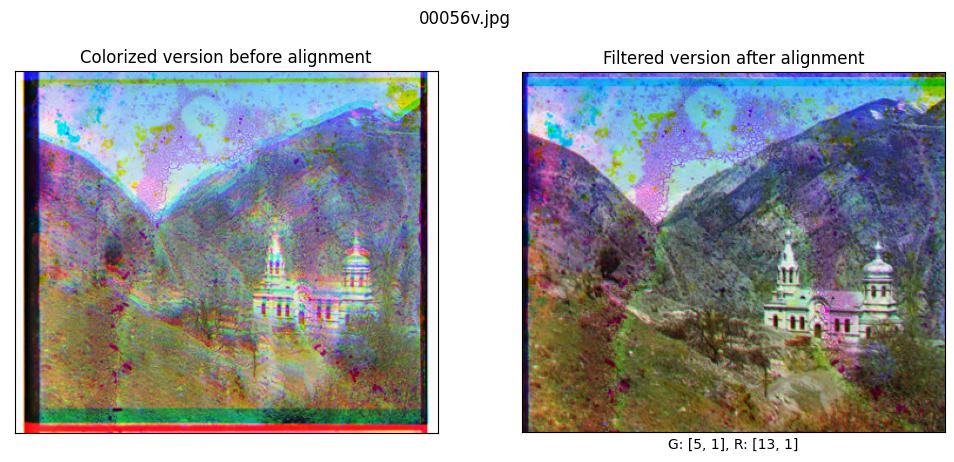 00056v.jpg
Colorized version before alignment
Filtered version after alignment
G: [5, 1], R: [13, 1]